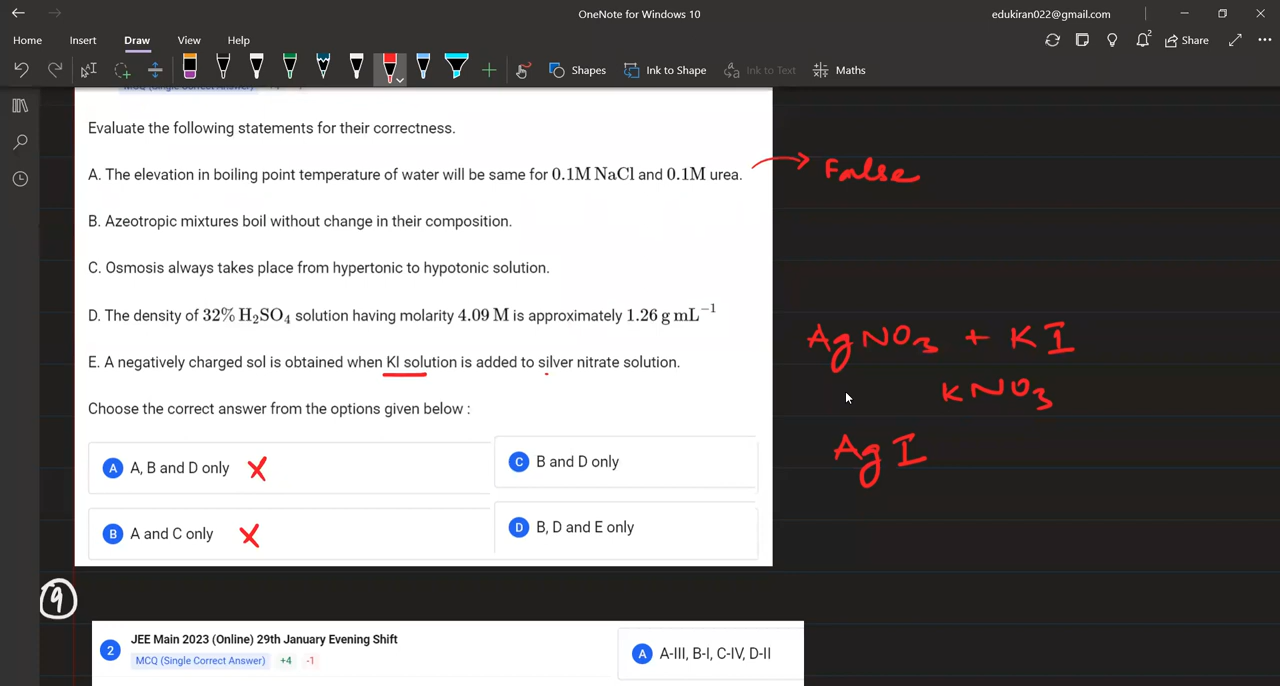 OneNote for Windows 10
edukiran022@gmail.com
Home Insert Draw View Help
Share
Shapes Ink to Shape Ink to Text Maths
MCQ (Single Correct Answer) +4 -1
Evaluate the following statements for their correctness.
A. The elevation in boiling point temperature of water will be same for 0.1M NaCl and 0.1M urea.
False
B. Azeotropic mixtures boil without change in their composition.
C. Osmosis always takes place from hypertonic to hypotonic solution.
D. The density of 32% H₂SO₄ solution having molarity 4.09 M is approximately 1.26 g mL⁻¹
AgNO₃ + KI
E. A negatively charged sol is obtained when KI solution is added to silver nitrate solution.
KNO₃
Choose the correct answer from the options given below :
AgI
A A, B and D only X
C B and D only
B A and C only X
D B, D and E only
9
2 JEE Main 2023 (Online) 29th January Evening Shift
MCQ (Single Correct Answer) +4 -1
A A-III, B-I, C-IV, D-II